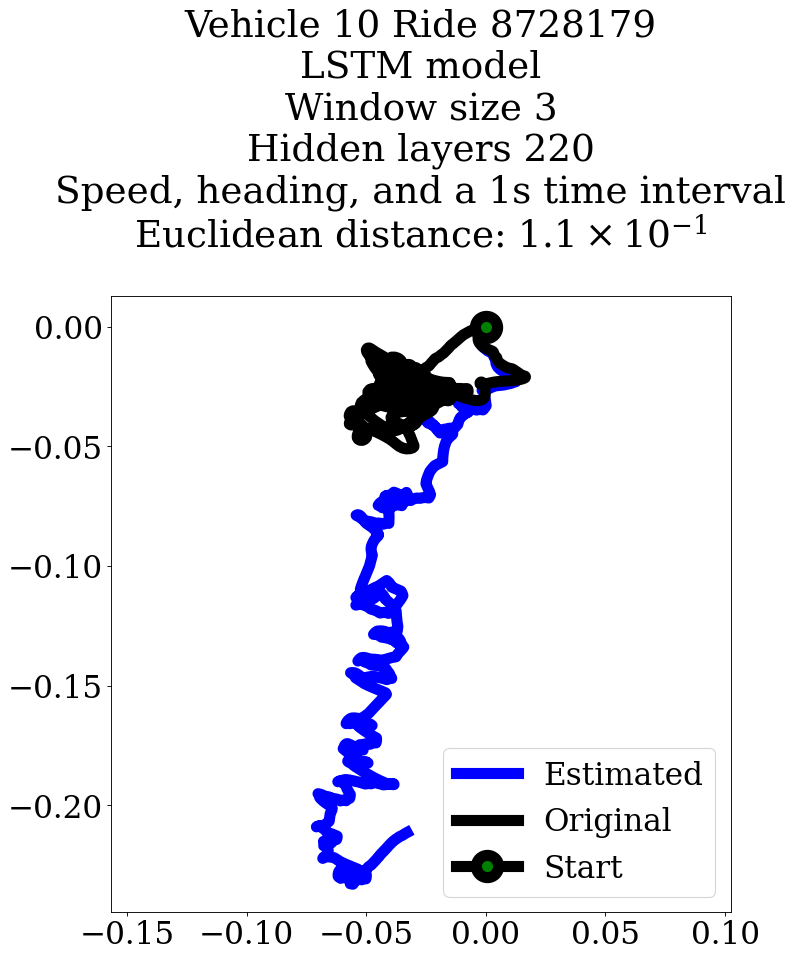 Vehicle 10 Ride 8728179
LSTM model
Window size 3
Hidden layers 220
Speed, heading, and a 1s time interval
Euclidean distance: 1.1 × 10⁻¹
0.00
−0.05
−0.10
−0.15
−0.20
Estimated
Original
Start
−0.15 −0.10 −0.05 0.00 0.05 0.10